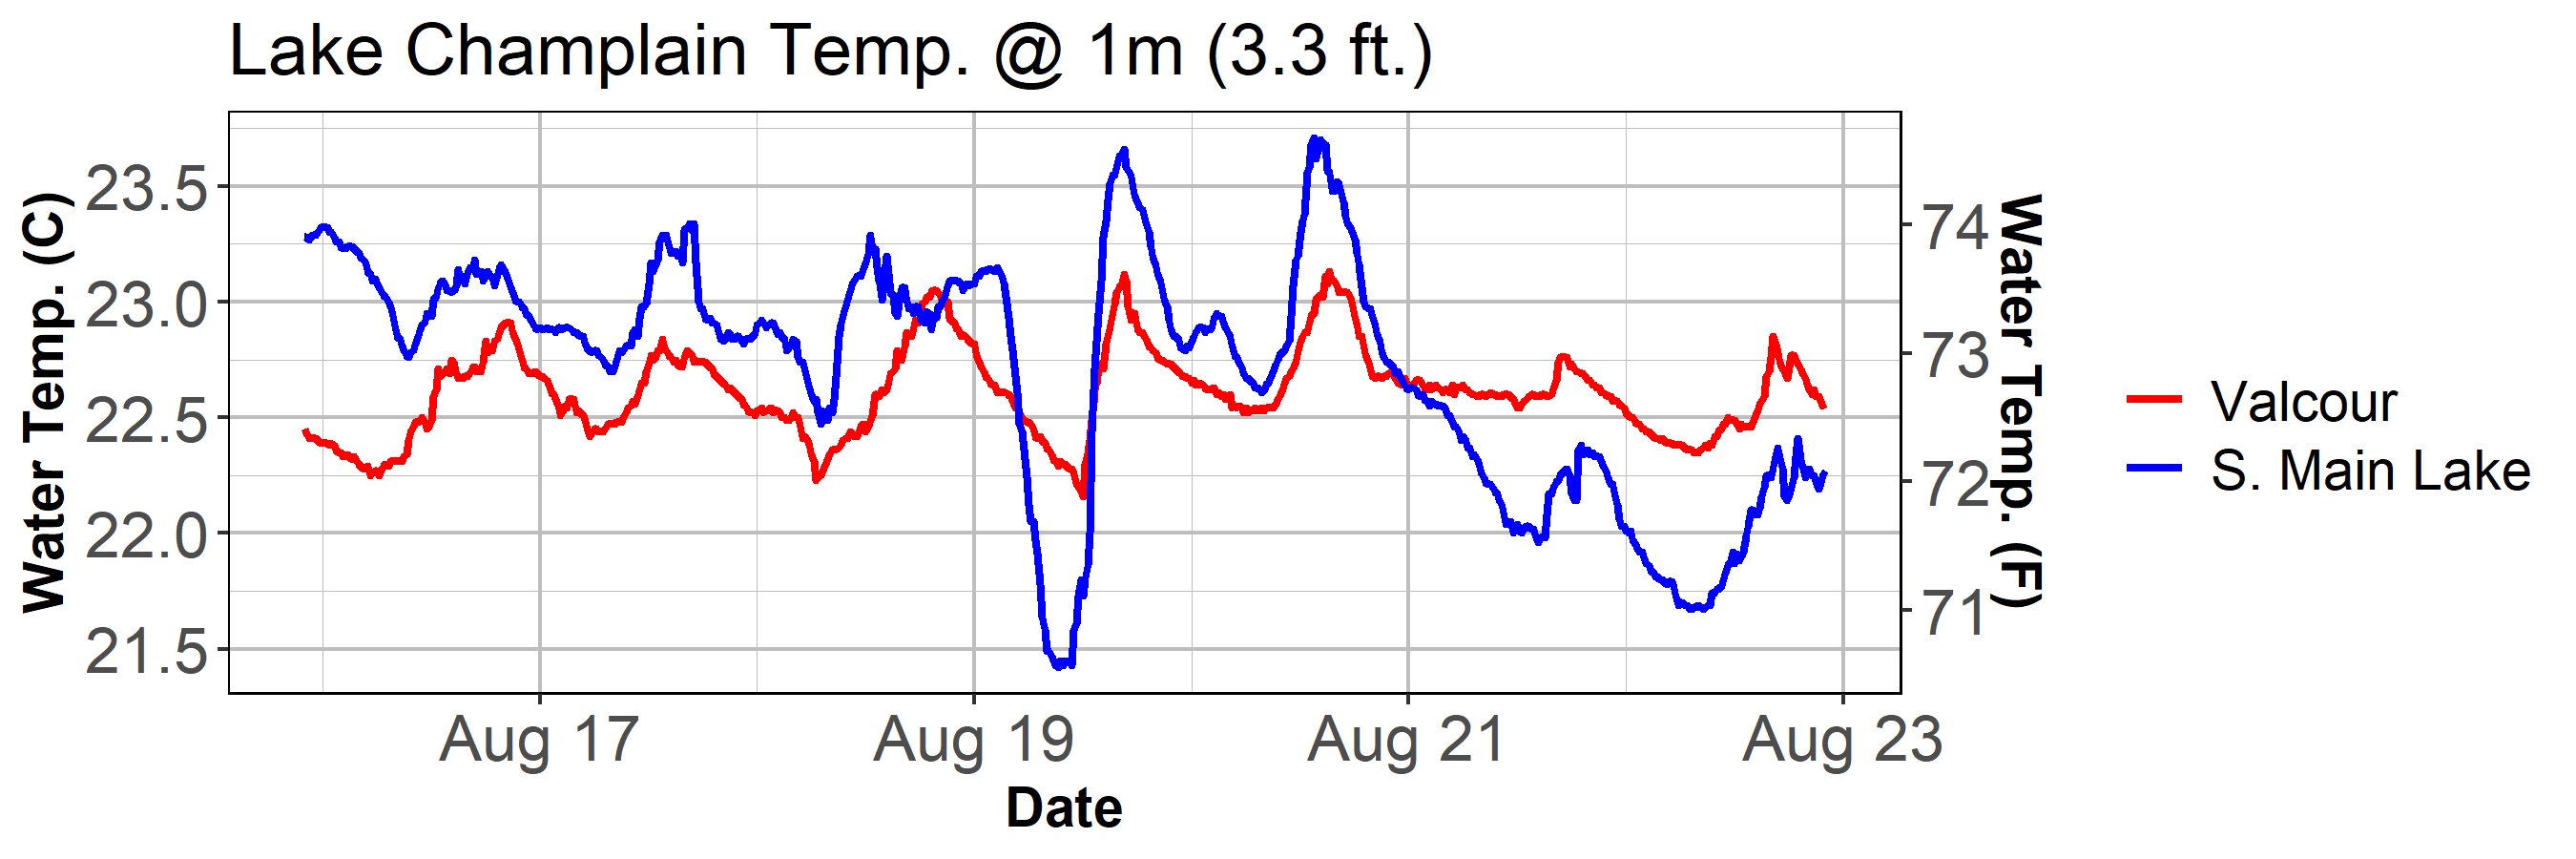 Lake Champlain Temp. @ 1m (3.3 ft.)
Water Temp. (C)
23.5
23.0
22.5
22.0
21.5
74
73
72
71
Water Temp. (F)
Aug 17
Aug 19
Aug 21
Aug 23
Date
Valcour
S. Main Lake